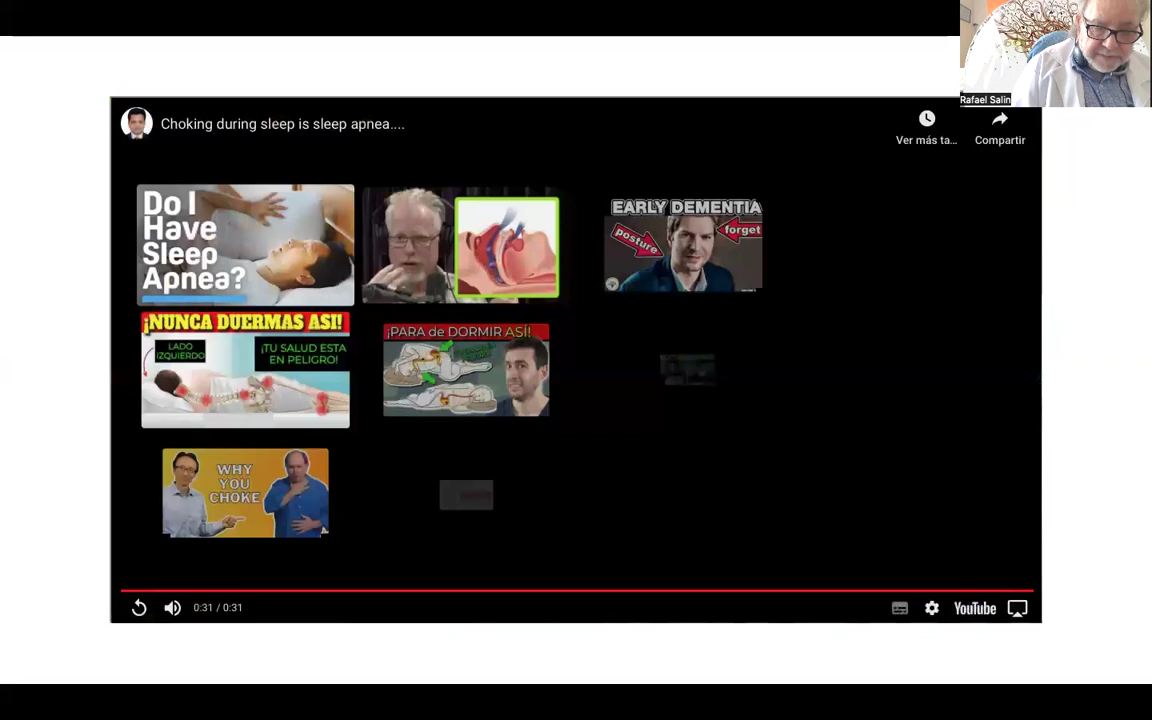 Rafael Salin
Choking during sleep is sleep apnea....
Ver más ta...
Compartir
Do I
Have
Sleep
Apnea?
EARLY DEMENTIA
posture
forget
¡NUNCA DUERMAS ASI!
LADO
IZQUIERDO
¡TU SALUD ESTA
EN PELIGRO!
¡PARA de DORMIR ASÍ!
WHY
YOU
CHOKE
0:31 / 0:31
YouTube